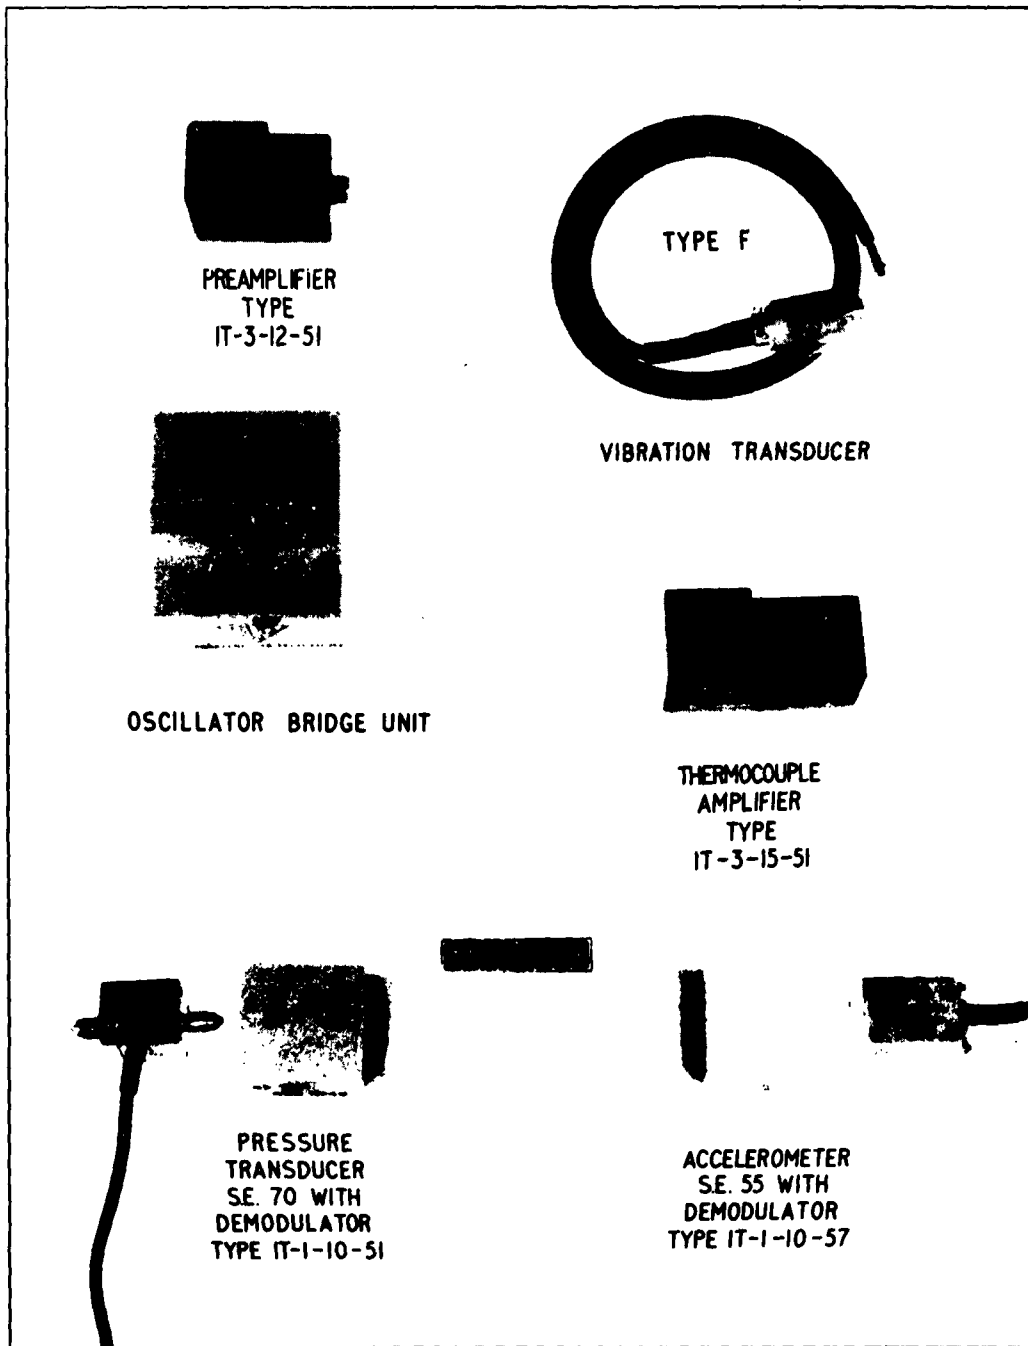 PREAMPLIFIER
TYPE
IT-3-12-51
TYPE F
VIBRATION TRANSDUCER
OSCILLATOR BRIDGE UNIT
THERMOCOUPLE
AMPLIFIER
TYPE
IT-3-15-51
PRESSURE
TRANSDUCER
S.E. 70 WITH
DEMODULATOR
TYPE IT-1-10-51
ACCELEROMETER
S.E. 55 WITH
DEMODULATOR
TYPE IT-1-10-57